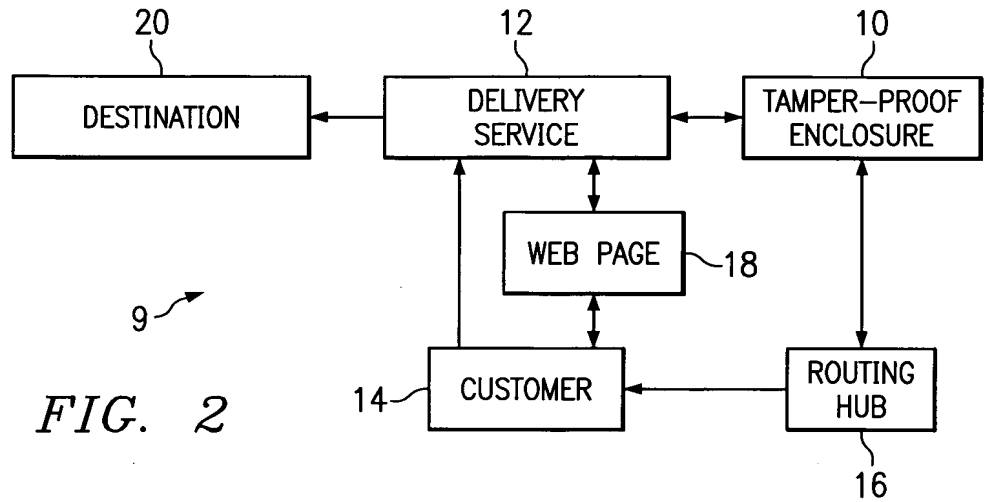 20
12
10
DESTINATION
DELIVERY
SERVICE
TAMPER-PROOF
ENCLOSURE
WEB PAGE
18
9
14
CUSTOMER
ROUTING
HUB
16
FIG. 2